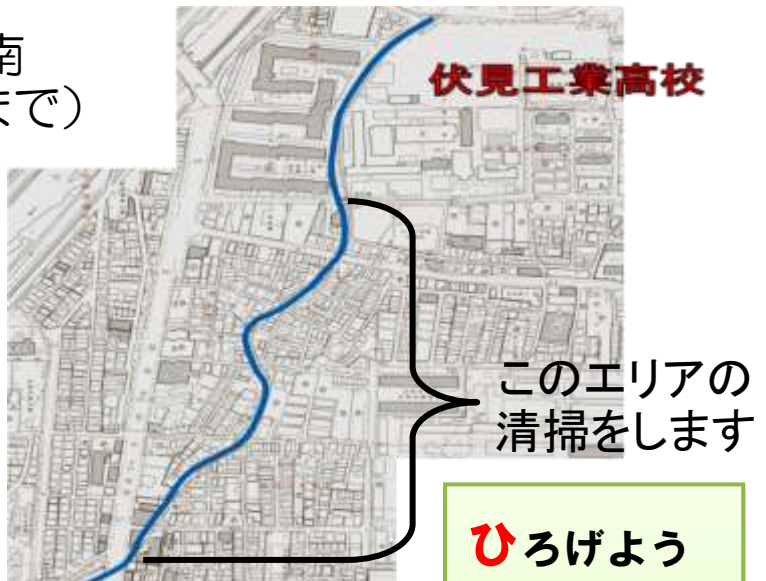 南
まで）
伏見工業高校
このエリアの
清掃をします
ひろげよう